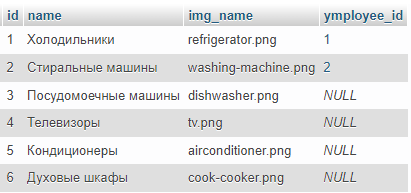 id name img_name ymployee_id
1 Холодильники refrigerator.png 1
2 Стиральные машины washing-machine.png 2
3 Посудомоечные машины dishwasher.png NULL
4 Телевизоры tv.png NULL
5 Кондиционеры airconditioner.png NULL
6 Духовые шкафы cook-cooker.png NULL